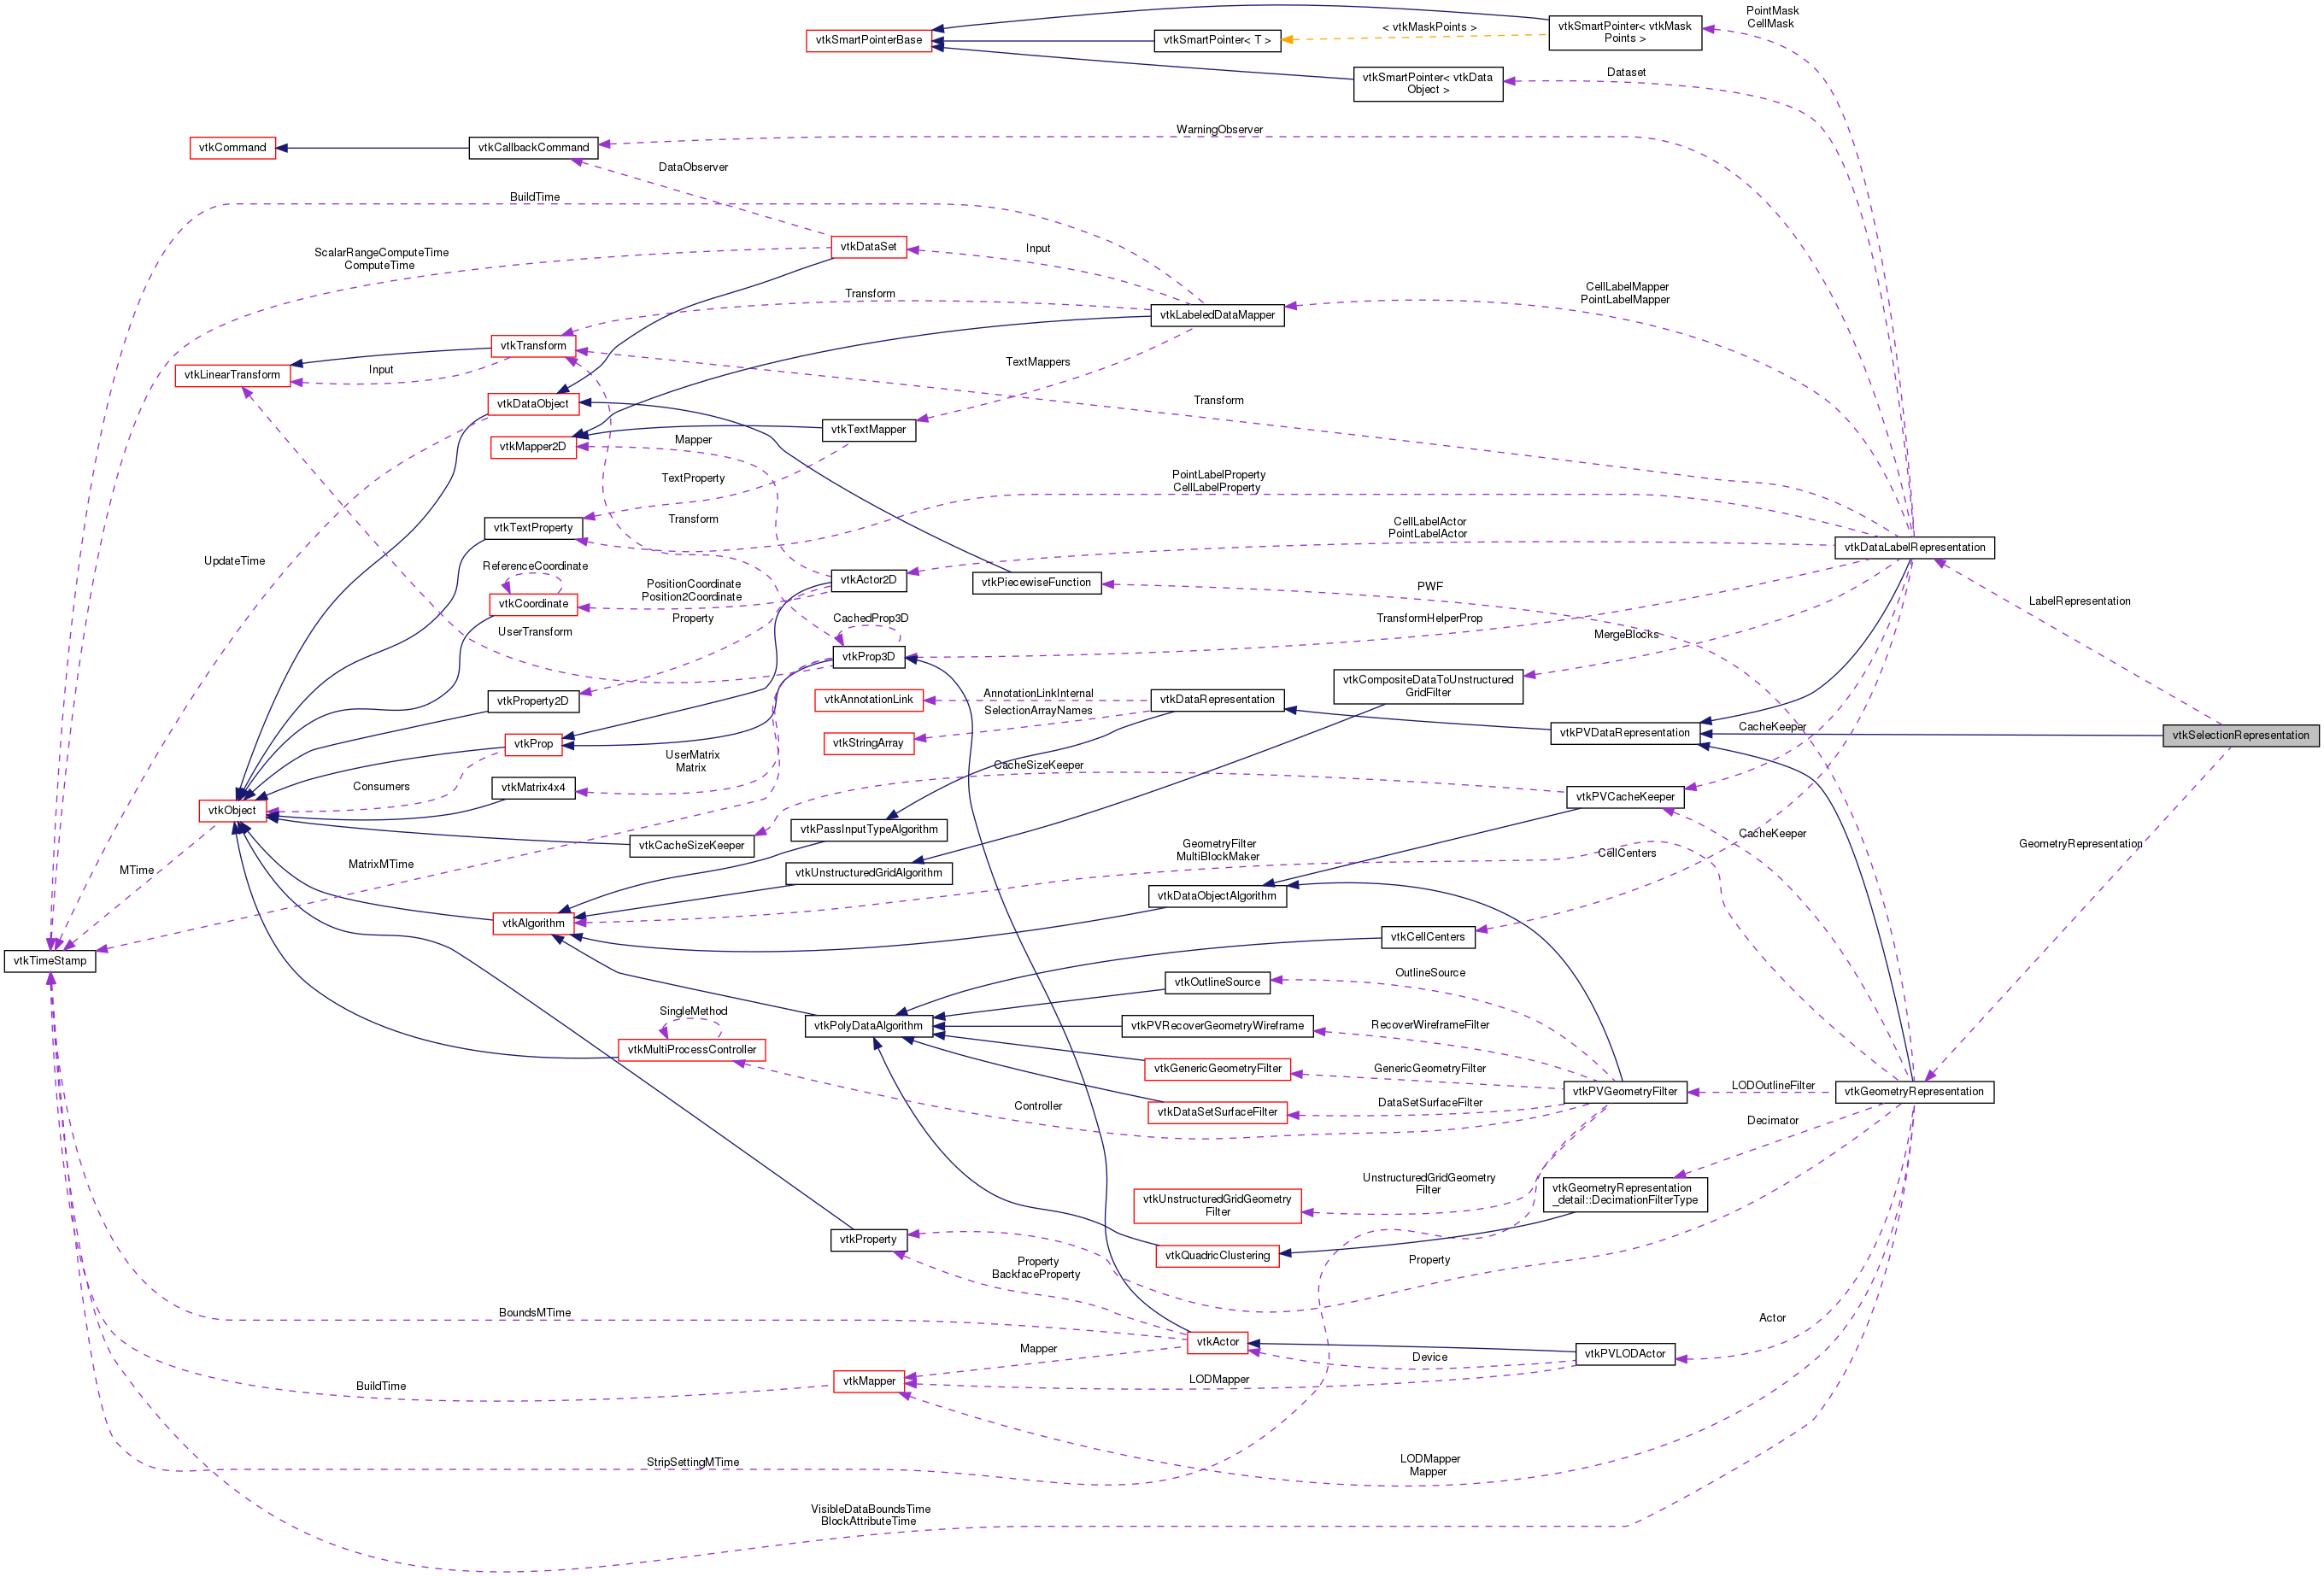 PointMask
CellMask
vtkSmartPointer< vtkMask
Points >
< vtkMaskPoints >
vtkSmartPointerBase
vtkSmartPointer< T >
Dataset
vtkSmartPointer< vtkData
Object >
WarningObserver
vtkCommand
vtkCallbackCommand
DataObserver
BuildTime
ScalarRangeComputeTime
ComputeTime
vtkDataSet
Input
CellLabelMapper
PointLabelMapper
Transform
vtkLabeledDataMapper
vtkTransform
TextMappers
vtkLinearTransform
Input
vtkDataObject
Transform
vtkTextMapper
Mapper
vtkMapper2D
TextProperty
PointLabelProperty
CellLabelProperty
vtkTextProperty
Transform
CellLabelActor
PointLabelActor
vtkDataLabelRepresentation
UpdateTime
ReferenceCoordinate
PositionCoordinate
Position2Coordinate
vtkActor2D
vtkPiecewiseFunction
PWF
LabelRepresentation
vtkCoordinate
UserTransform
Property
CachedProp3D
TransformHelperProp
MergeBlocks
vtkProp3D
vtkCompositeDataToUnstructured
GridFilter
vtkProperty2D
vtkAnnotationLink
AnnotationLinkInternal
SelectionArrayNames
vtkDataRepresentation
vtkPVDataRepresentation
CacheKeeper
vtkSelectionRepresentation
vtkProp
vtkStringArray
UserMatrix
Matrix
CacheSizeKeeper
Consumers
vtkMatrix4x4
vtkPVCacheKeeper
vtkObject
vtkPassInputTypeAlgorithm
CacheKeeper
vtkCacheSizeKeeper
GeometryFilter
MultiBlockMaker
CellCenters
GeometryRepresentation
MTime
MatrixMTime
vtkUnstructuredGridAlgorithm
vtkDataObjectAlgorithm
vtkAlgorithm
vtkCellCenters
vtkTimeStamp
OutlineSource
vtkOutlineSource
SingleMethod
vtkPolyDataAlgorithm
vtkPVRecoverGeometryWireframe
RecoverWireframeFilter
vtkMultiProcessController
vtkGenericGeometryFilter
GenericGeometryFilter
LODOutlineFilter
vtkPVGeometryFilter
vtkGeometryRepresentation
Controller
vtkDataSetSurfaceFilter
DataSetSurfaceFilter
Decimator
UnstructuredGridGeometry
Filter
vtkUnstructuredGridGeometry
Filter
vtkGeometryRepresentation
_detail::DecimationFilterType
vtkProperty
vtkQuadricClustering
Property
BackfaceProperty
Property
BoundsMTime
Actor
vtkActor
Mapper
Device
vtkPVLODActor
vtkMapper
LODMapper
BuildTime
StripSettingMTime
LODMapper
Mapper
VisibleDataBoundsTime
BlockAttributeTime